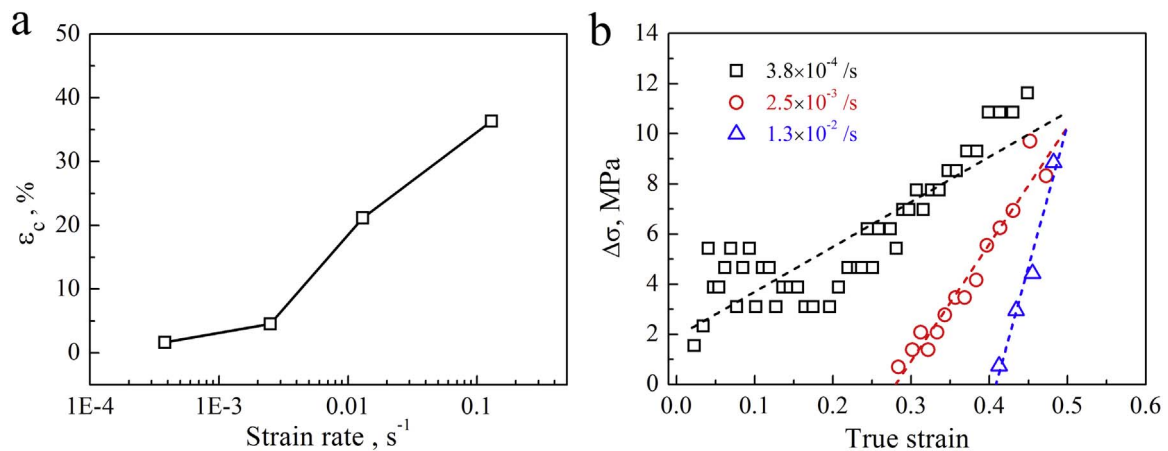 a
50
40
30
20
10
0
ε_c, %
1E-4 1E-3 0.01 0.1
Strain rate , s⁻¹
b
14
12
10
8
6
4
2
0
Δσ, MPa
3.8×10⁻⁴ /s
2.5×10⁻³ /s
1.3×10⁻² /s
0.0 0.1 0.2 0.3 0.4 0.5 0.6
True strain